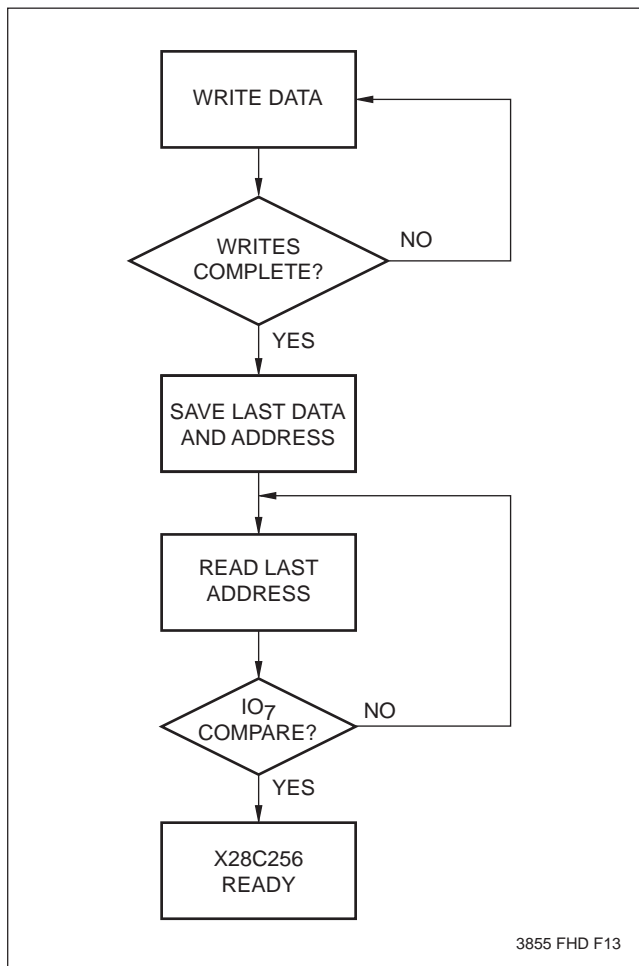 WRITE DATA
WRITES
COMPLETE?
NO
YES
SAVE LAST DATA
AND ADDRESS
READ LAST
ADDRESS
IO7
COMPARE?
NO
YES
X28C256
READY
3855 FHD F13